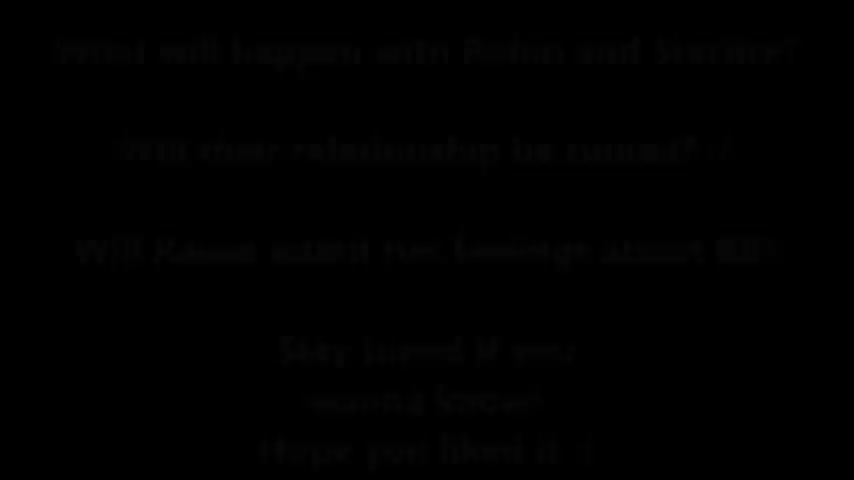 What will happen with Robin and Starfire?
Will their relationship be ruined? :/
Will Raven admit her feelings about BB?
Stay tuned if you
wanna know!
Hope you liked it :)